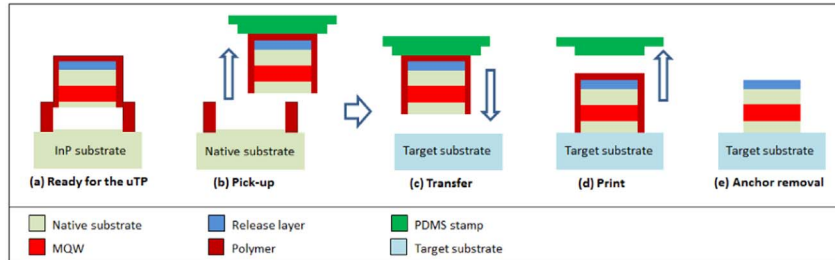 InP substrate
Native substrate
Target substrate
Target substrate
Target substrate
(a) Ready for the uTP
(b) Pick-up
(c) Transfer
(d) Print
(e) Anchor removal
Native substrate
Release layer
PDMS stamp
MQW
Polymer
Target substrate